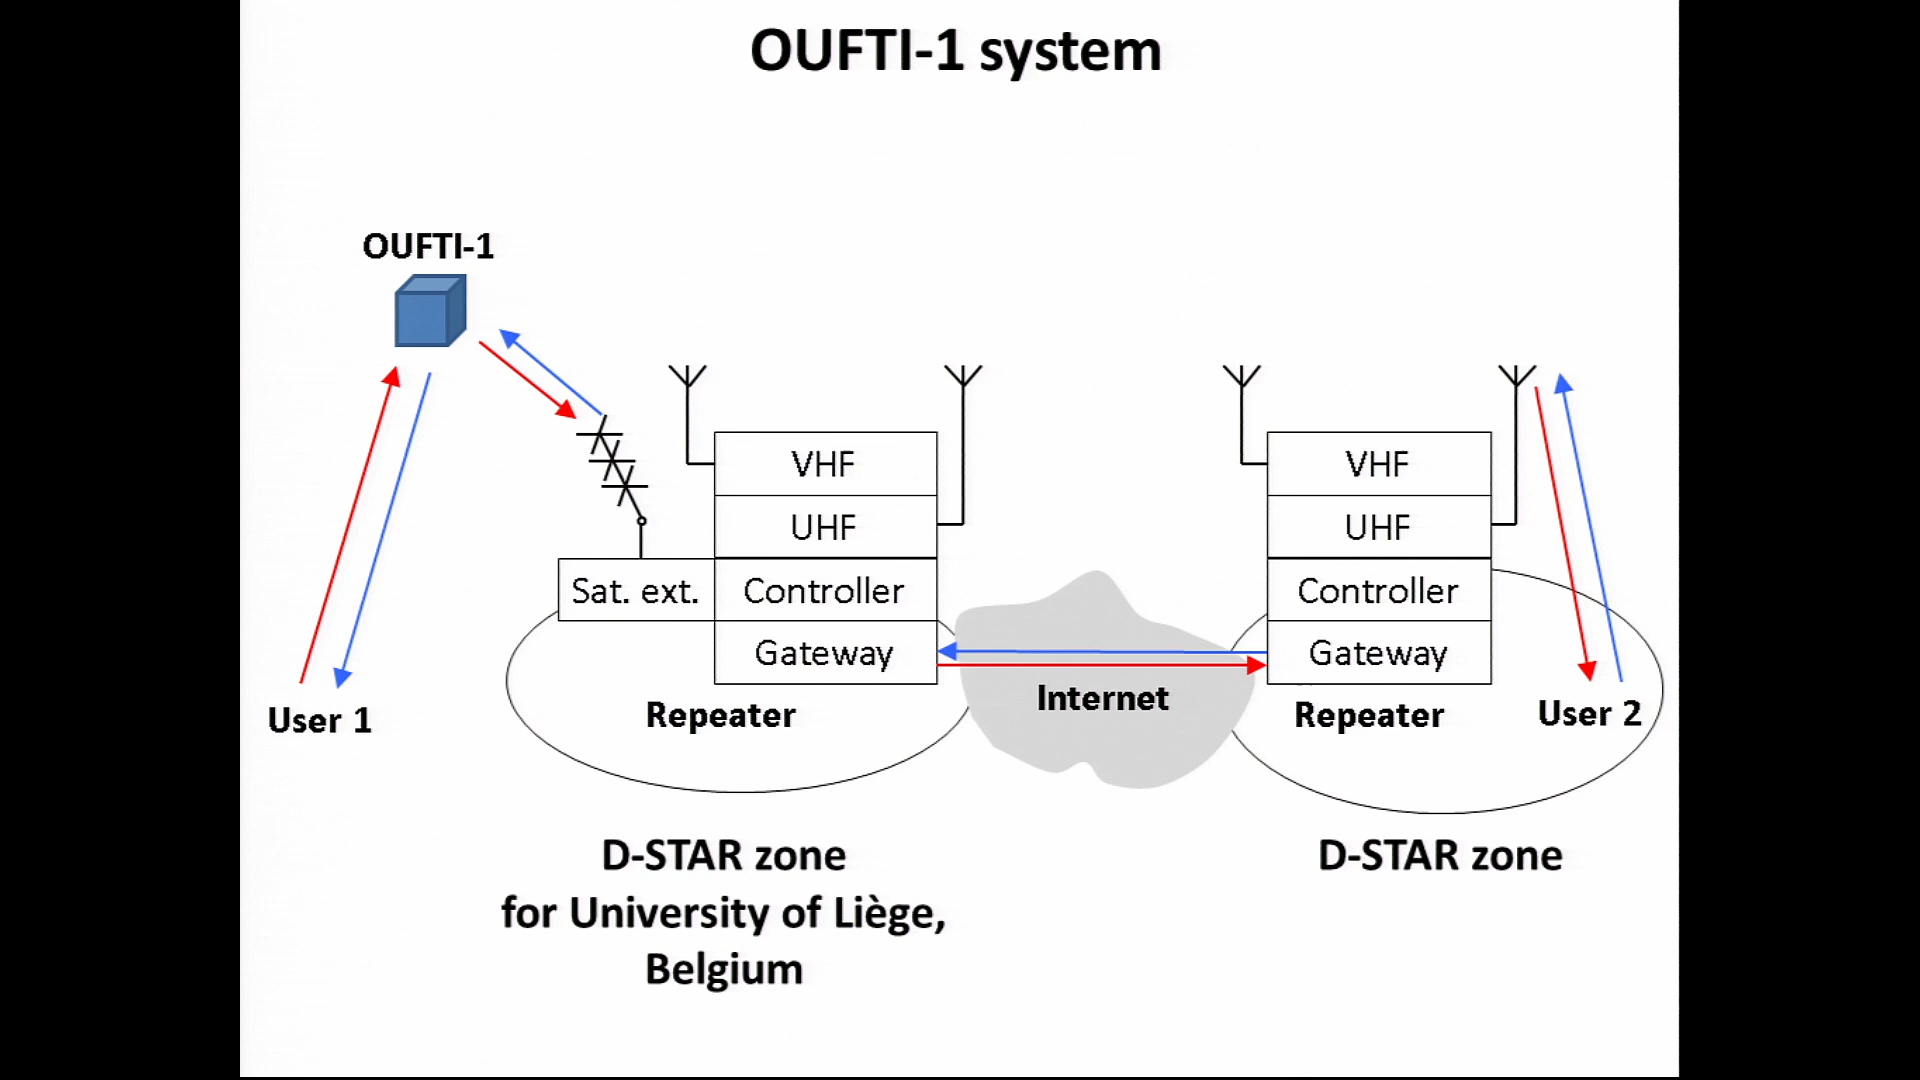 OUFTI-1 system
OUFTI-1
VHF
UHF
Sat. ext.
Controller
Gateway
Repeater
User 1
Internet
VHF
UHF
Controller
Gateway
Repeater
User 2
D-STAR zone
for University of Liège,
Belgium
D-STAR zone